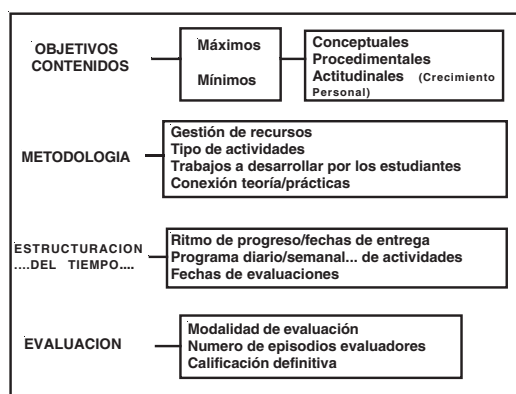 OBJETIVOS
CONTENIDOS
Máximos
Mínimos
Conceptuales
Procedimentales
Actitudinales (Crecimiento
Personal)
METODOLOGIA
Gestión de recursos
Tipo de actividades
Trabajos a desarrollar por los estudiantes
Conexión teoría/prácticas
ESTRUCTURACION
....DEL TIEMPO....
Ritmo de progreso/fechas de entrega
Programa diario/semanal... de actividades
Fechas de evaluaciones
EVALUACION
Modalidad de evaluación
Numero de episodios evaluadores
Calificación definitiva